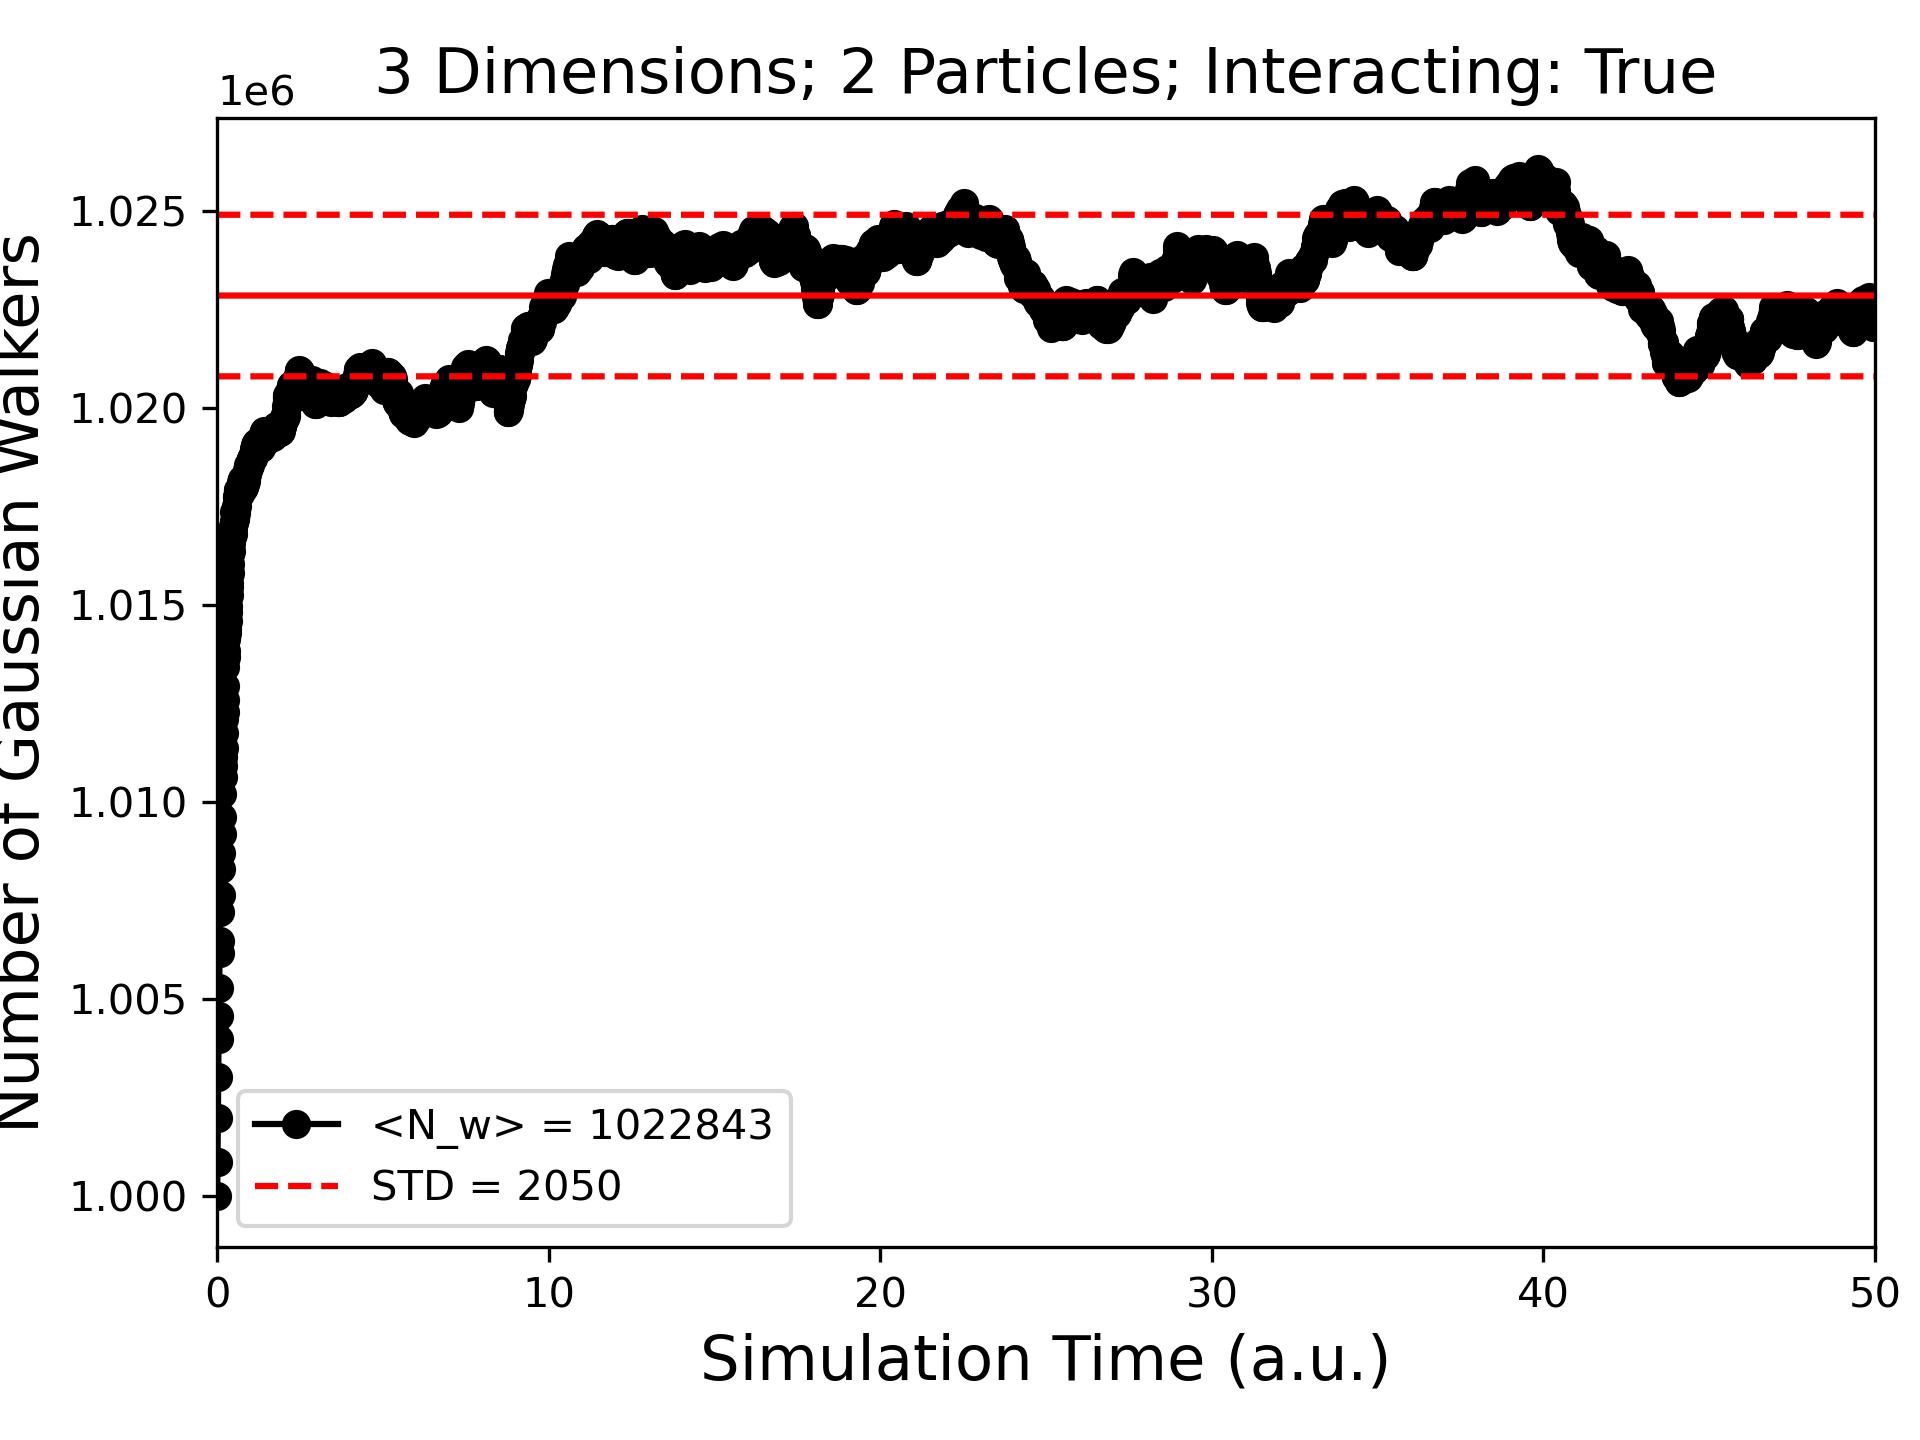 3 Dimensions; 2 Particles; Interacting: True
1e6
Number of Gaussian Walkers
1.025
1.020
1.015
1.010
1.005
1.000
<N_w> = 1022843
STD = 2050
0 10 20 30 40 50
Simulation Time (a.u.)